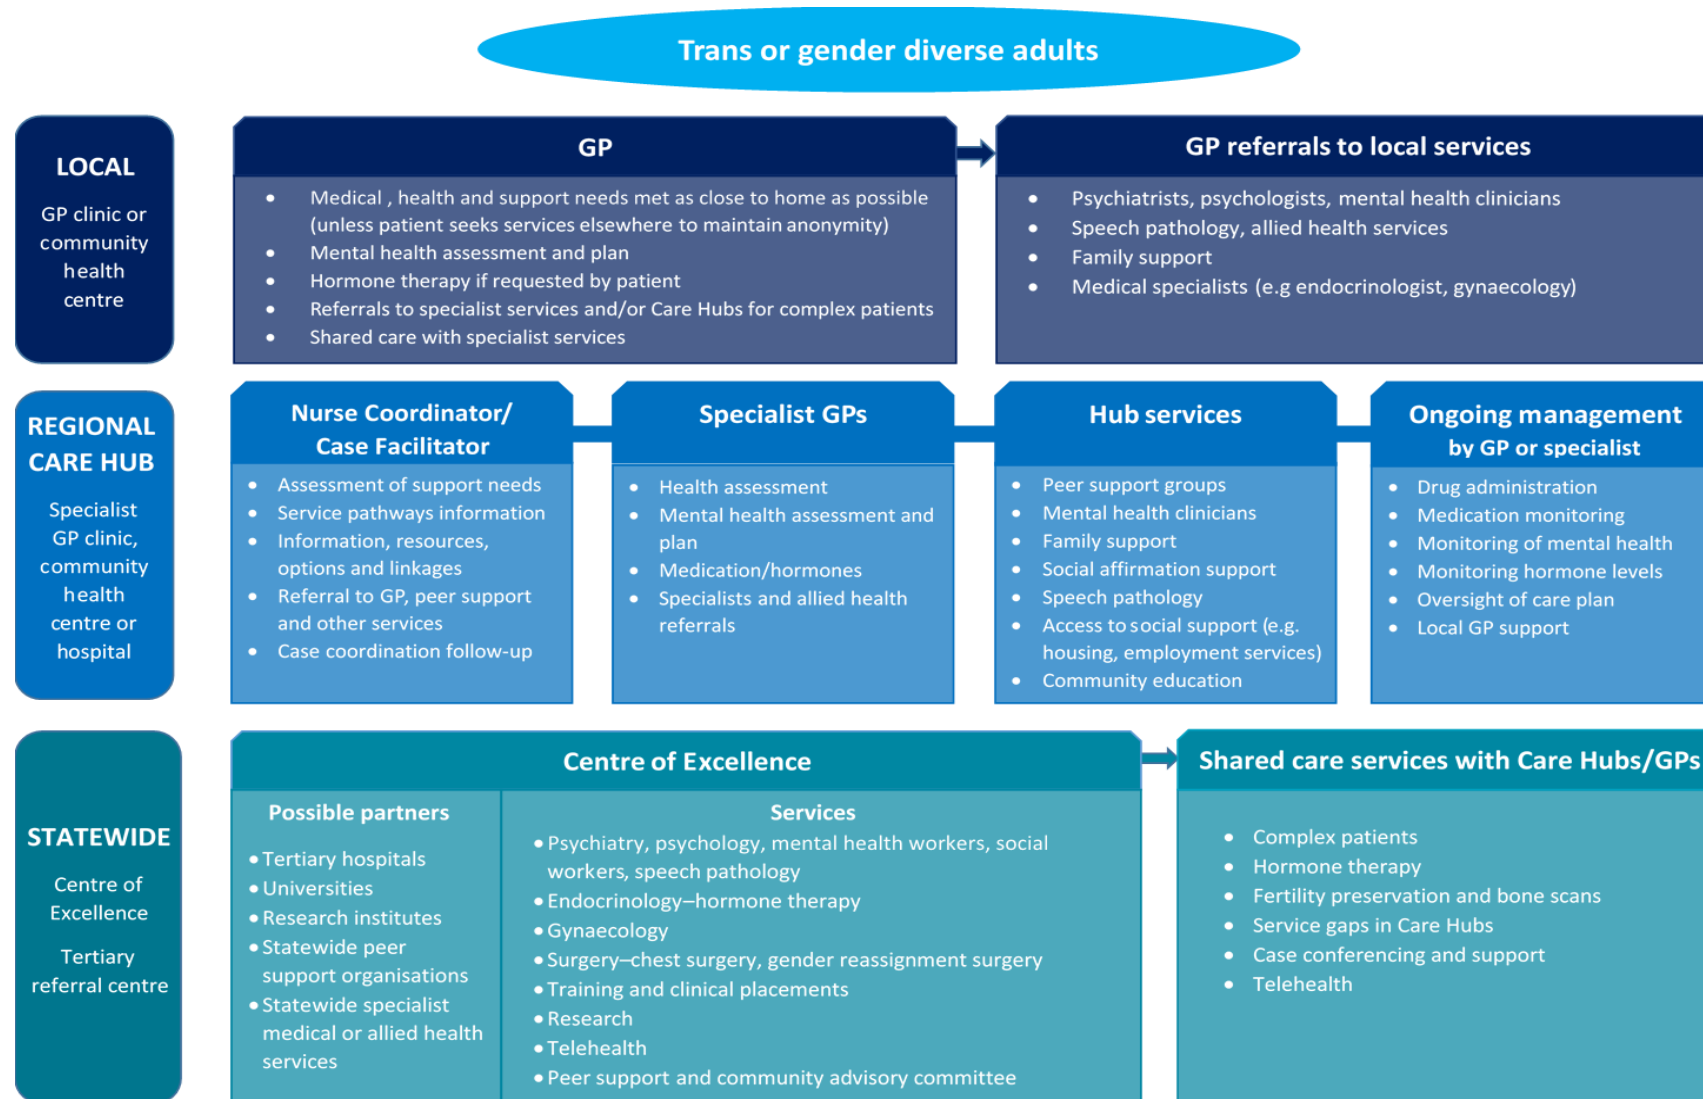 Trans or gender diverse adults
LOCAL
GP clinic or
community
health
centre
GP
• Medical , health and support needs met as close to home as possible
(unless patient seeks services elsewhere to maintain anonymity)
• Mental health assessment and plan
• Hormone therapy if requested by patient
• Referrals to specialist services and/or Care Hubs for complex patients
• Shared care with specialist services
GP referrals to local services
• Psychiatrists, psychologists, mental health clinicians
• Speech pathology, allied health services
• Family support
• Medical specialists (e.g endocrinologist, gynaecology)
REGIONAL
CARE HUB
Specialist
GP clinic,
community
health
centre or
hospital
Nurse Coordinator/
Case Facilitator
• Assessment of support needs
• Service pathways information
• Information, resources,
options and linkages
• Referral to GP, peer support
and other services
• Case coordination follow-up
Specialist GPs
• Health assessment
• Mental health assessment and
plan
• Medication/hormones
• Specialists and allied health
referrals
Hub services
• Peer support groups
• Mental health clinicians
• Family support
• Social affirmation support
• Speech pathology
• Access to social support (e.g.
housing, employment services)
• Community education
Ongoing management
by GP or specialist
• Drug administration
• Medication monitoring
• Monitoring of mental health
• Monitoring hormone levels
• Oversight of care plan
• Local GP support
STATEWIDE
Centre of
Excellence
Tertiary
referral centre
Centre of Excellence
Possible partners
• Tertiary hospitals
• Universities
• Research institutes
• Statewide peer
support organisations
• Statewide specialist
medical or allied health
services
Services
• Psychiatry, psychology, mental health workers, social
workers, speech pathology
• Endocrinology–hormone therapy
• Gynaecology
• Surgery–chest surgery, gender reassignment surgery
• Training and clinical placements
• Research
• Telehealth
• Peer support and community advisory committee
Shared care services with Care Hubs/GPs
• Complex patients
• Hormone therapy
• Fertility preservation and bone scans
• Service gaps in Care Hubs
• Case conferencing and support
• Telehealth